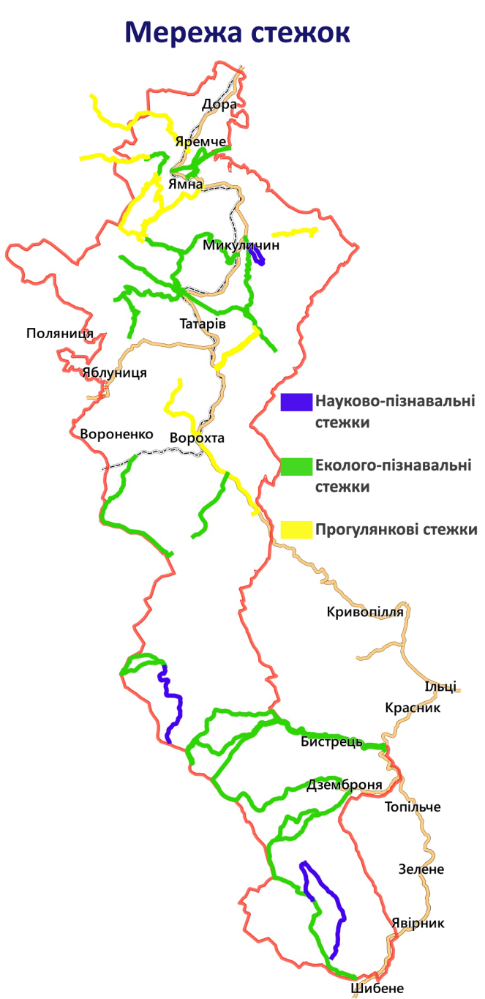 Мережа стежок
Дора
Яремче
Ямна
Микуличин
Татарів
Поляниця
Яблуниця
Науково-пізнавальні
стежки
Вороненко
Ворохта
Еколого-пізнавальні
стежки
Прогулянкові стежки
Кривопілля
Ільці
Красник
Бистрець
Дземброня
Топільче
Зелене
Явірник
Шибене